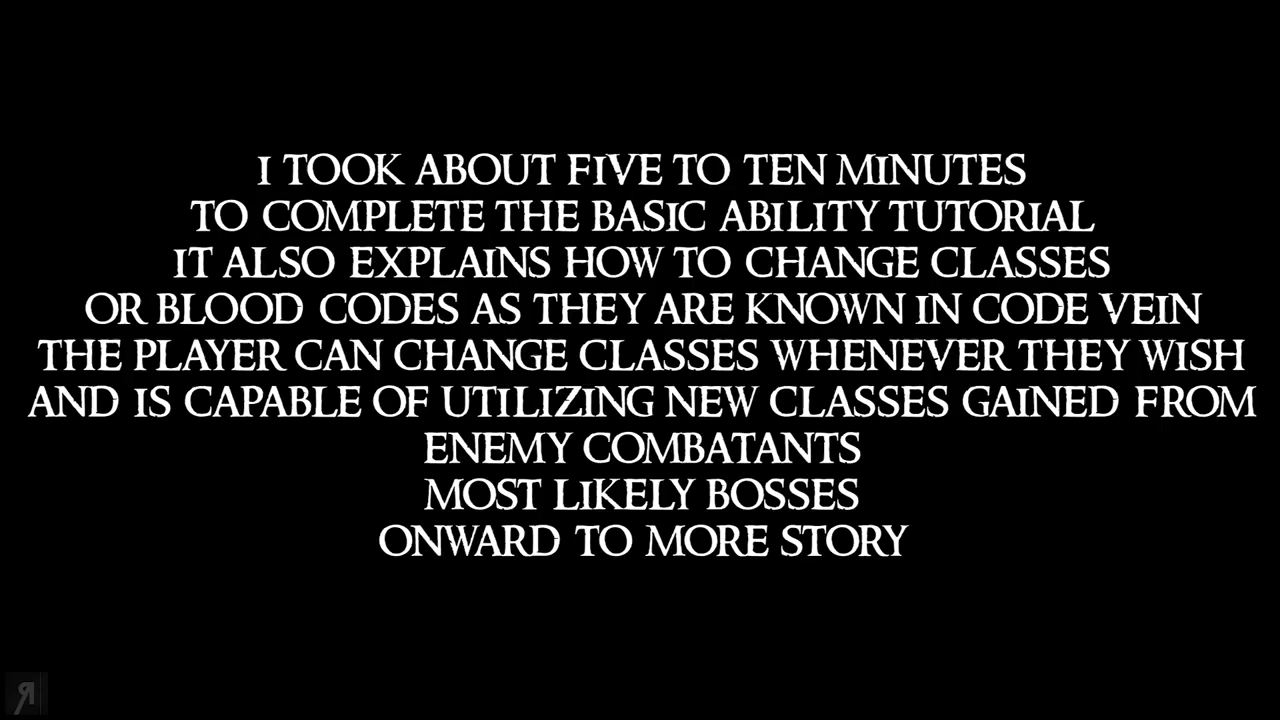 I TOOK ABOUT FIVE TO TEN MINUTES
TO COMPLETE THE BASIC ABILITY TUTORIAL
IT ALSO EXPLAINS HOW TO CHANGE CLASSES
OR BLOOD CODES AS THEY ARE KNOWN IN CODE VEIN
THE PLAYER CAN CHANGE CLASSES WHENEVER THEY WISH
AND IS CAPABLE OF UTILIZING NEW CLASSES GAINED FROM
ENEMY COMBATANTS
MOST LIKELY BOSSES
ONWARD TO MORE STORY